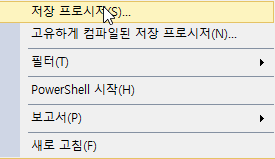 저장 프로시저(S)...
고유하게 컴파일된 저장 프로시저(N)...
필터(T)
PowerShell 시작(H)
보고서(P)
새로 고침(F)